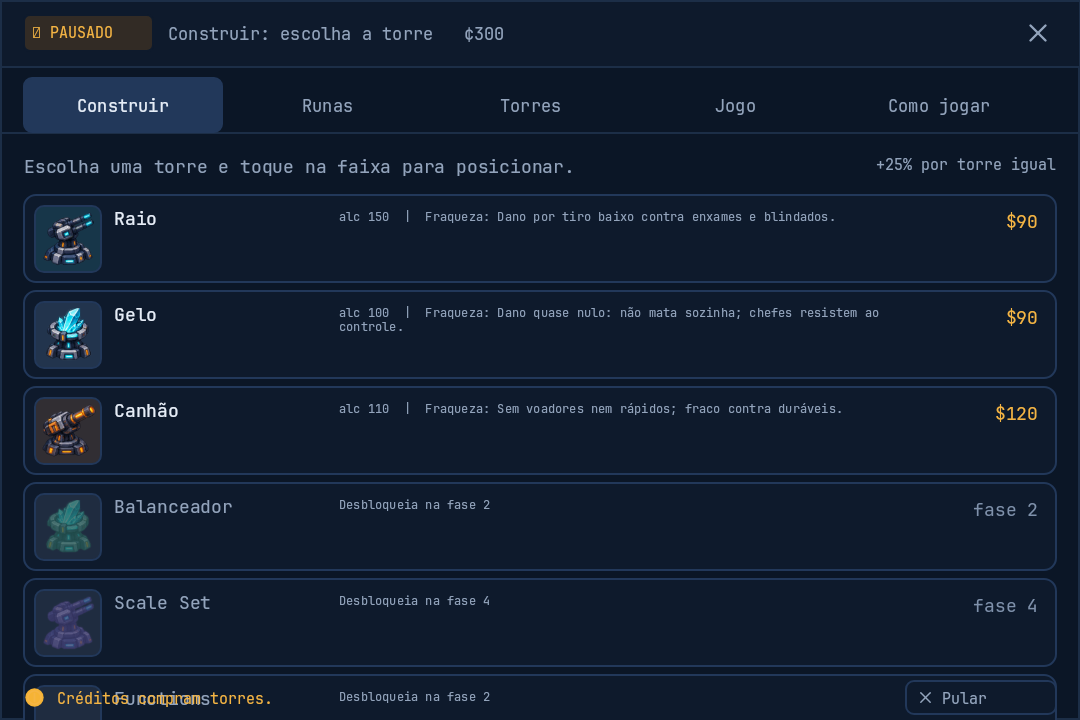 PAUSADO
Construir: escolha a torre $300
Construir Runas Torres Jogo Como jogar
Escolha uma torre e toque na faixa para posicionar. +25% por torre igual
Raio alc 150 | Fraqueza: Dano por tiro baixo contra enxames e blindados. $90
Gelo alc 100 | Fraqueza: Dano quase nulo: não mata sozinha; chefes resistem ao $90
controle.
Canhão alc 110 | Fraqueza: Sem voadores nem rápidos; fraco contra duráveis. $120
Balanceador Desbloqueia na fase 2 fase 2
Scale Set Desbloqueia na fase 4 fase 4
Functions Desbloqueia na fase 2
Créditos compram torres. Pular